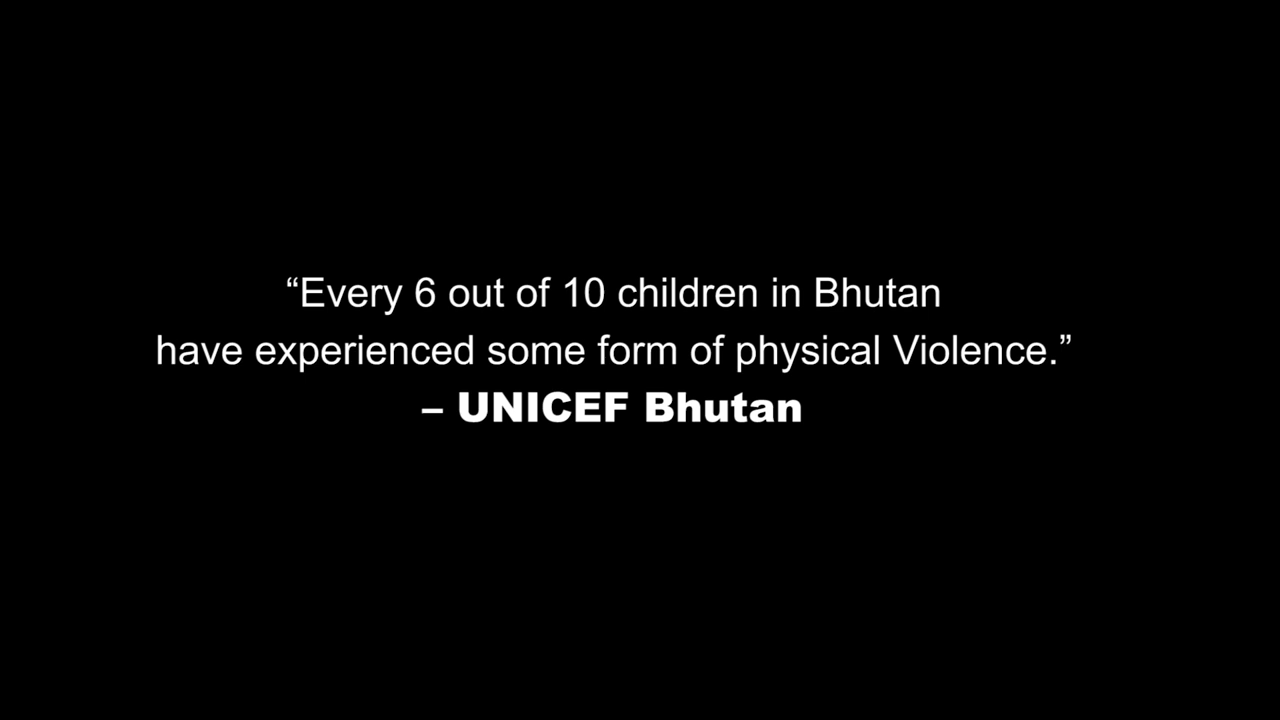 “Every 6 out of 10 children in Bhutan
have experienced some form of physical Violence.”
– UNICEF Bhutan